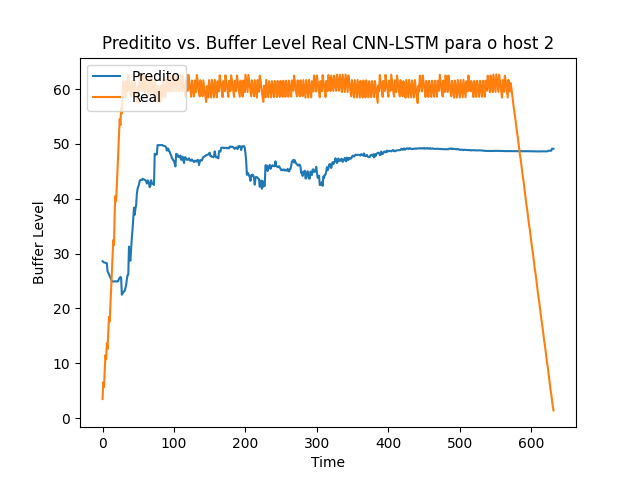 Preditito vs. Buffer Level Real CNN-LSTM para o host 2
Predito
Real
60
50
40
30
20
10
0
Buffer Level
0 100 200 300 400 500 600
Time